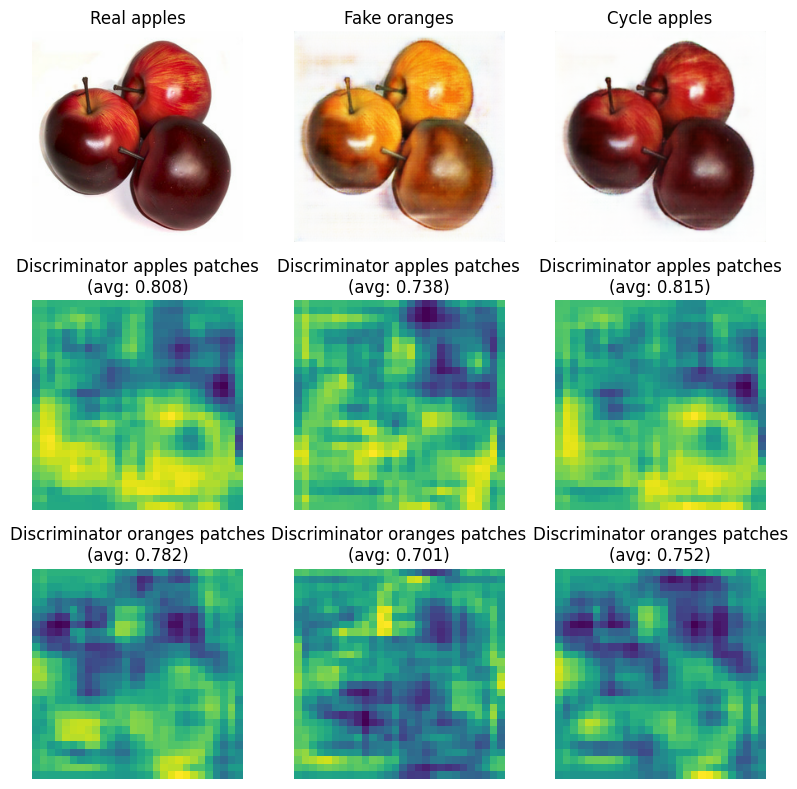 Real apples
Fake oranges
Cycle apples
Discriminator apples patches
(avg: 0.808)
Discriminator apples patches
(avg: 0.738)
Discriminator apples patches
(avg: 0.815)
Discriminator oranges patches
(avg: 0.782)
Discriminator oranges patches
(avg: 0.701)
Discriminator oranges patches
(avg: 0.752)